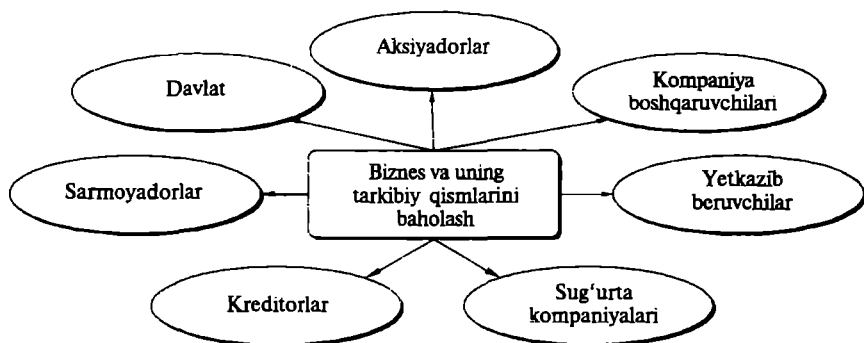 Aksiyadorlar
Davlat
Kompaniya
boshqaruvchilari
Biznes va uning
tarkibiy qismlarini
baholash
Sarmoyadorlar
Yetkazib
beruvchilar
Kreditorlar
Sug‘urta
kompaniyalari